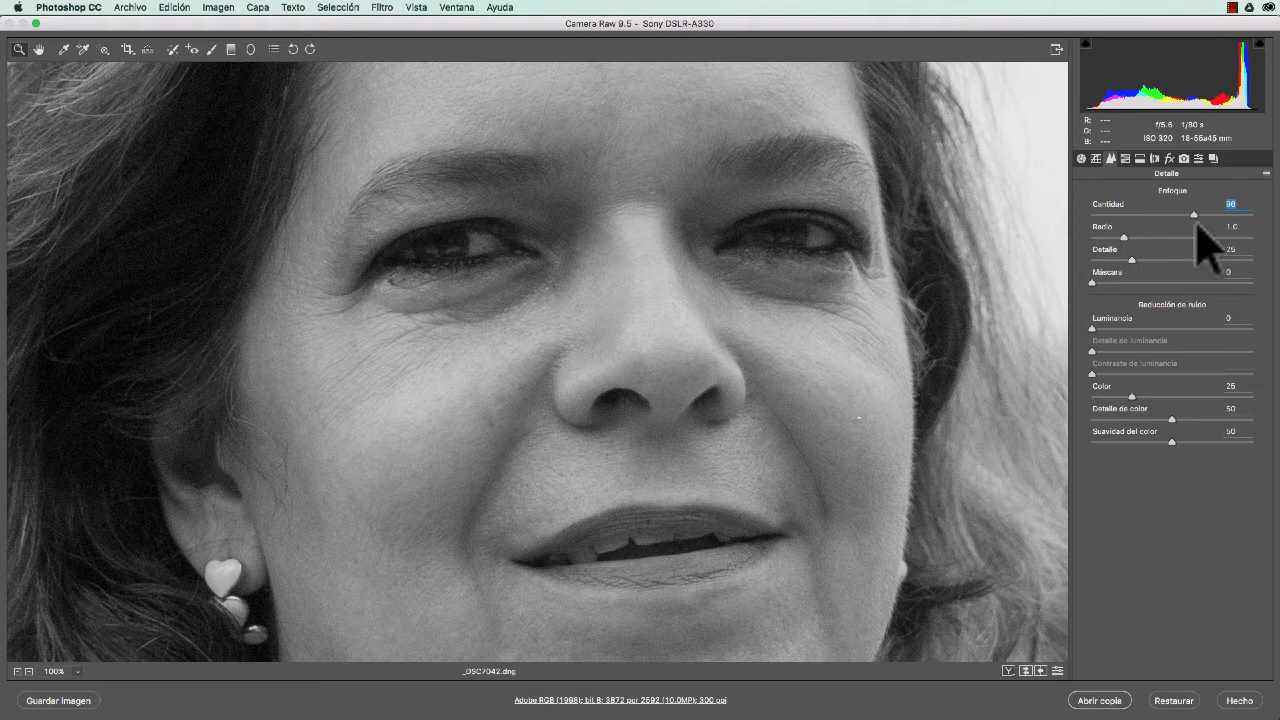 Photoshop CC Archivo Edición Imagen Capa Texto Selección Filtro Vista Ventana Ayuda
Camera Raw 9.5 - Sony DSLR-A330
R: ---
G: ---
B: ---
f/5.6 1/80 s
ISO 320 18-55a45 mm
Detalle
Enfoque
Cantidad 96
Radio 1.0
Detalle 25
Máscara 0
Reducción de ruido
Luminancia 0
Detalle de luminancia
Contraste de luminancia
Color 25
Detalle de color 50
Suavidad del color 50
100%
_DSC7042.dng
Guardar imagen
Adobe RGB (1998); bit 8; 3872 por 2592 (10.0MP); 300 ppi
Abrir copia Restaurar Hecho